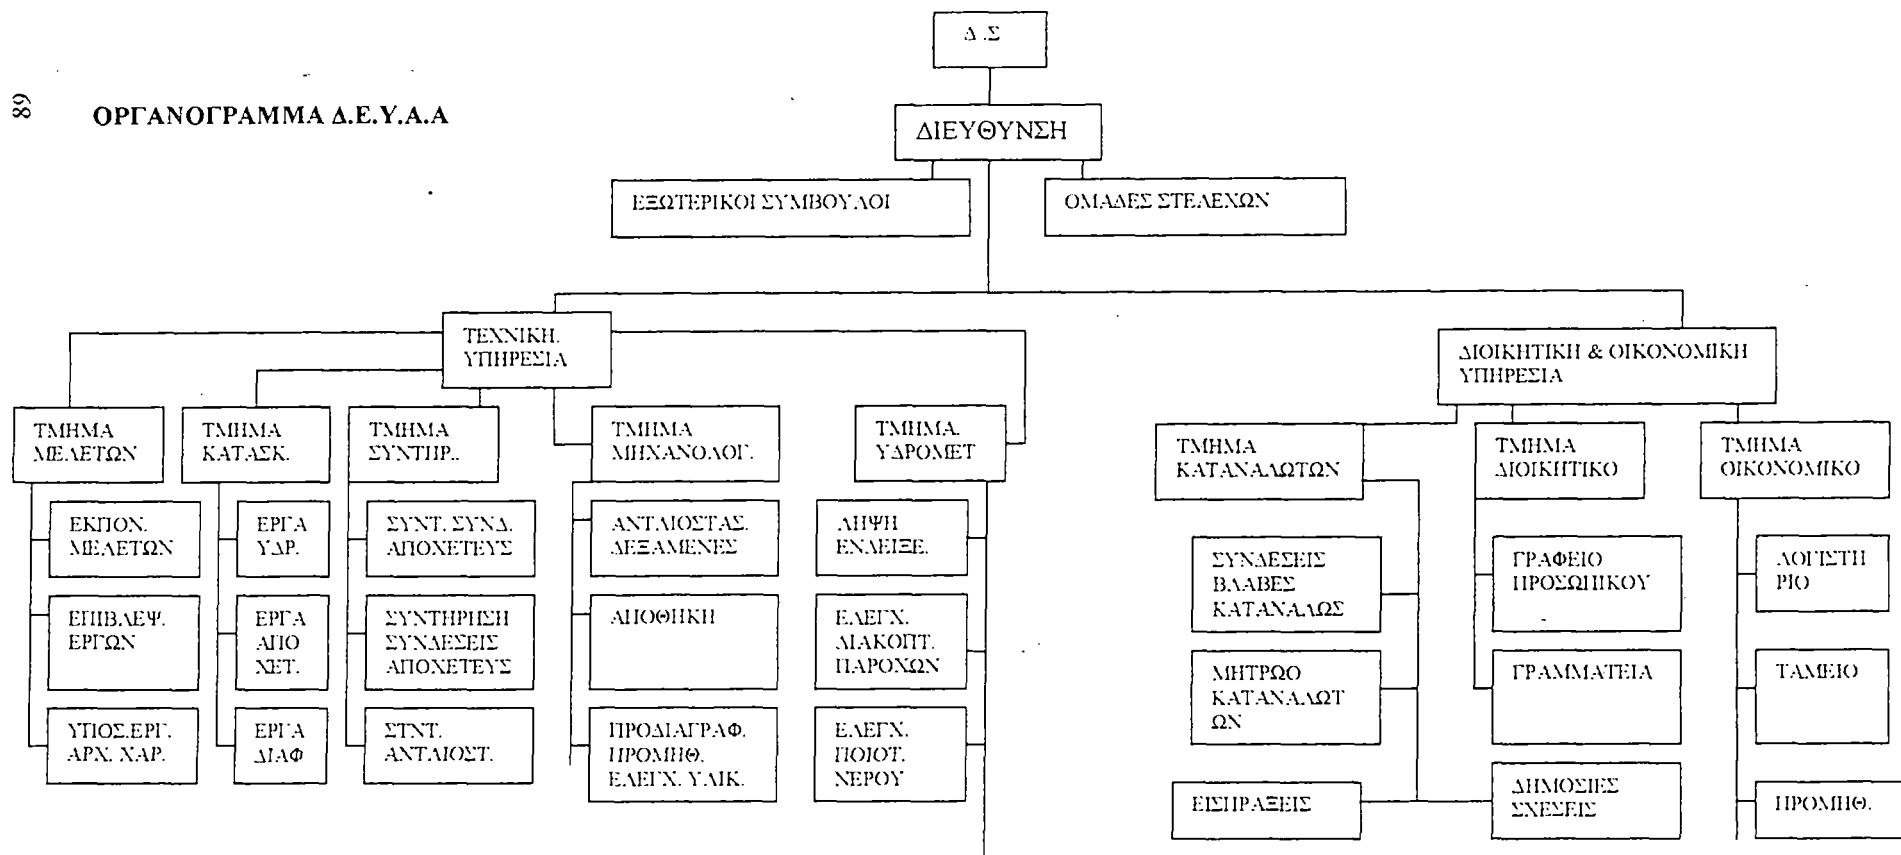 Δ .Σ
89
ΟΡΓΑΝΟΓΡΑΜΜΑ Δ.Ε.Υ.Α.Α
ΔΙΕΥΘΥΝΣΗ
ΕΞΩΤΕΡΙΚΟΙ ΣΥΜΒΟΥΛΟΙ
ΟΜΑΔΕΣ ΣΤΕΛΕΧΩΝ
ΤΕΧΝΙΚΗ.
ΥΠΗΡΕΣΙΑ
ΔΙΟΙΚΗΤΙΚΗ & ΟΙΚΟΝΟΜΙΚΗ
ΥΠΗΡΕΣΙΑ
ΤΜΗΜΑ
ΜΕΛΕΤΩΝ
ΤΜΗΜΑ
ΚΑΤΑΣΚ.
ΤΜΗΜΑ
ΣΥΝΤΗΡ..
ΤΜΗΜΑ
ΜΗΧΑΝΟΛΟΓ.
ΤΜΗΜΑ.
ΥΔΡΟΜΕΤ
ΤΜΗΜΑ
ΚΑΤΑΝΑΛΩΤΩΝ
ΤΜΗΜΑ
ΔΙΟΙΚΗΤΙΚΟ
ΤΜΗΜΑ
ΟΙΚΟΝΟΜΙΚΟ
ΕΚΠΟΝ.
ΜΕΛΕΤΩΝ
ΕΡΓΑ
ΥΔΡ.
ΣΥΝΤ. ΣΥΝΔ.
ΑΠΟΧΕΤΕΥΣ
ΑΝΤΛΙΟΣΤΑΣ.
ΔΕΞΑΜΕΝΕΣ
ΛΗΨΗ
ΕΝΔΕΙΞΕ.
ΣΥΝΔΕΣΕΙΣ
ΒΛΑΒΕΣ
ΚΑΤΑΝΑΛΩΣ
ΓΡΑΦΕΙΟ
ΠΡΟΣΩΠΙΚΟΥ
ΛΟΓΙΣΤΗ
ΡΙΟ
ΕΠΙΒΛΕΨ.
ΕΡΓΩΝ
ΕΡΓΑ
ΑΠΟ
ΧΕΤ.
ΣΥΝΤΗΡΗΣΗ
ΣΥΝΔΕΣΕΙΣ
ΑΠΟΧΕΤΕΥΣ
ΑΠΟΘΗΚΗ
ΕΛΕΓΧ.
ΔΙΑΚΟΠΤ.
ΠΑΡΟΧΩΝ
ΜΗΤΡΩΟ
ΚΑΤΑΝΑΛΩΤ
ΩΝ
ΓΡΑΜΜΑΤΕΙΑ
ΤΑΜΕΙΟ
ΥΠΟΣ.ΕΡΓ.
ΑΡΧ. ΧΑΡ.
ΕΡΓΑ
ΔΙΑΦ
ΣΤΝΤ.
ΑΝΤΛΙΟΣΤ.
ΠΡΟΔΙΑΓΡΑΦ.
ΠΡΟΜΗΘ.
ΕΛΕΓΧ. ΥΛΙΚ.
ΕΛΕΓΧ.
ΠΟΙΟΤ.
ΝΕΡΟΥ
ΕΙΣΠΡΑΞΕΙΣ
ΔΗΜΟΣΙΕΣ
ΣΧΕΣΕΙΣ
ΠΡΟΜΗΘ.